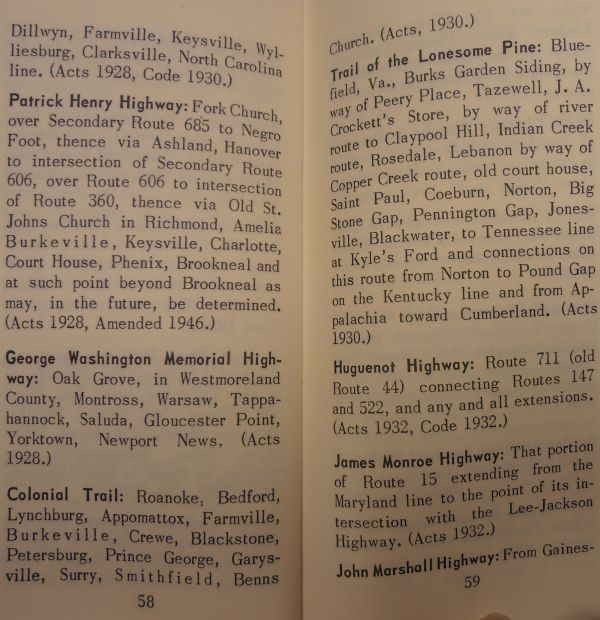 Dillwyn, Farmville, Keysville, Wyl-
liesburg, Clarksville, North Carolina
line. (Acts 1928, Code 1930.)
Patrick Henry Highway: Fork Church,
over Secondary Route 685 to Negro
Foot, thence via Ashland, Hanover
to intersection of Secondary Route
606, over Route 606 to intersection
of Route 360, thence via Old St.
Johns Church in Richmond, Amelia
Burkeville, Keysville, Charlotte,
Court House, Phenix, Brookneal and
at such point beyond Brookneal as
may, in the future, be determined.
(Acts 1928, Amended 1946.)
George Washington Memorial High-
way: Oak Grove, in Westmoreland
County, Montross, Warsaw, Tappa-
hannock, Saluda, Gloucester Point,
Yorktown, Newport News, (Acts
1928.)
Colonial Trail: Roanoke, Bedford,
Lynchburg, Appomattox, Farmville,
Burkeville, Crewe, Blackstone,
Petersburg, Prince George, Garys-
ville, Surry, Smithfield, Benns
58
Church. (Acts, 1930.)
Trail of the Lonesome Pine: Blue-
field, Va., Burks Garden Siding, by
way of Peery Place, Tazewell, J. A.
Crockett's Store, by way of river
route to Claypool Hill, Indian Creek
route, Rosedale, Lebanon by way of
Copper Creek route, old court house,
Saint Paul, Coeburn, Norton, Big
Stone Gap, Pennington Gap, Jones-
ville, Blackwater, to Tennessee line
at Kyle's Ford and connections on
this route from Norton to Pound Gap
on the Kentucky line and from Ap-
palachia toward Cumberland. (Acts
1930.)
Huguenot Highway: Route 711 (old
Route 44) connecting Routes 147
and 522, and any and all extensions.
(Acts 1932, Code 1932.)
James Monroe Highway: That portion
of Route 15 extending from the
Maryland line to the point of its in-
tersection with the Lee-Jackson
Highway. (Acts 1932.)
John Marshall Highway: From Gaines-
59